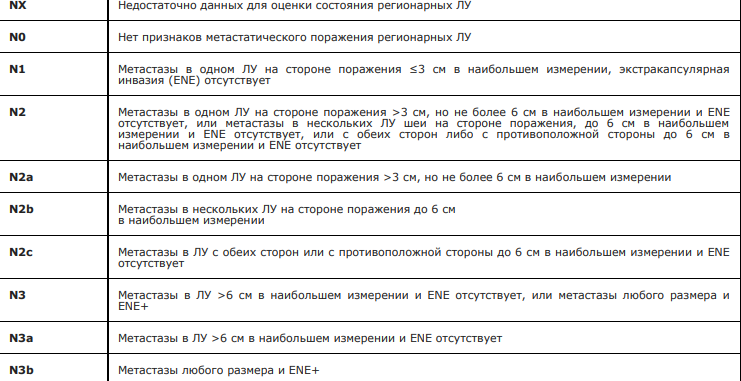 NX Недостаточно данных для оценки состояния регионарных ЛУ
N0 Нет признаков метастатического поражения регионарных ЛУ
N1 Метастазы в одном ЛУ на стороне поражения ≤3 см в наибольшем измерении, экстракапсулярная
инвазия (ENE) отсутствует
N2 Метастазы в одном ЛУ на стороне поражения >3 см, но не более 6 см в наибольшем измерении и ENE
отсутствует, или метастазы в нескольких ЛУ шеи на стороне поражения, до 6 см в наибольшем
измерении и ENE отсутствует, или с обеих сторон либо с противоположной стороны до 6 см в
наибольшем измерении и ENE отсутствует
N2a Метастазы в одном ЛУ на стороне поражения >3 см, но не более 6 см в наибольшем измерении
N2b Метастазы в нескольких ЛУ на стороне поражения до 6 см
в наибольшем измерении
N2c Метастазы в ЛУ с обеих сторон или с противоположной стороны до 6 см в наибольшем измерении и ENE
отсутствует
N3 Метастазы в ЛУ >6 см в наибольшем измерении и ENE отсутствует, или метастазы любого размера и
ENE+
N3a Метастазы в ЛУ >6 см в наибольшем измерении и ENE отсутствует
N3b Метастазы любого размера и ENE+